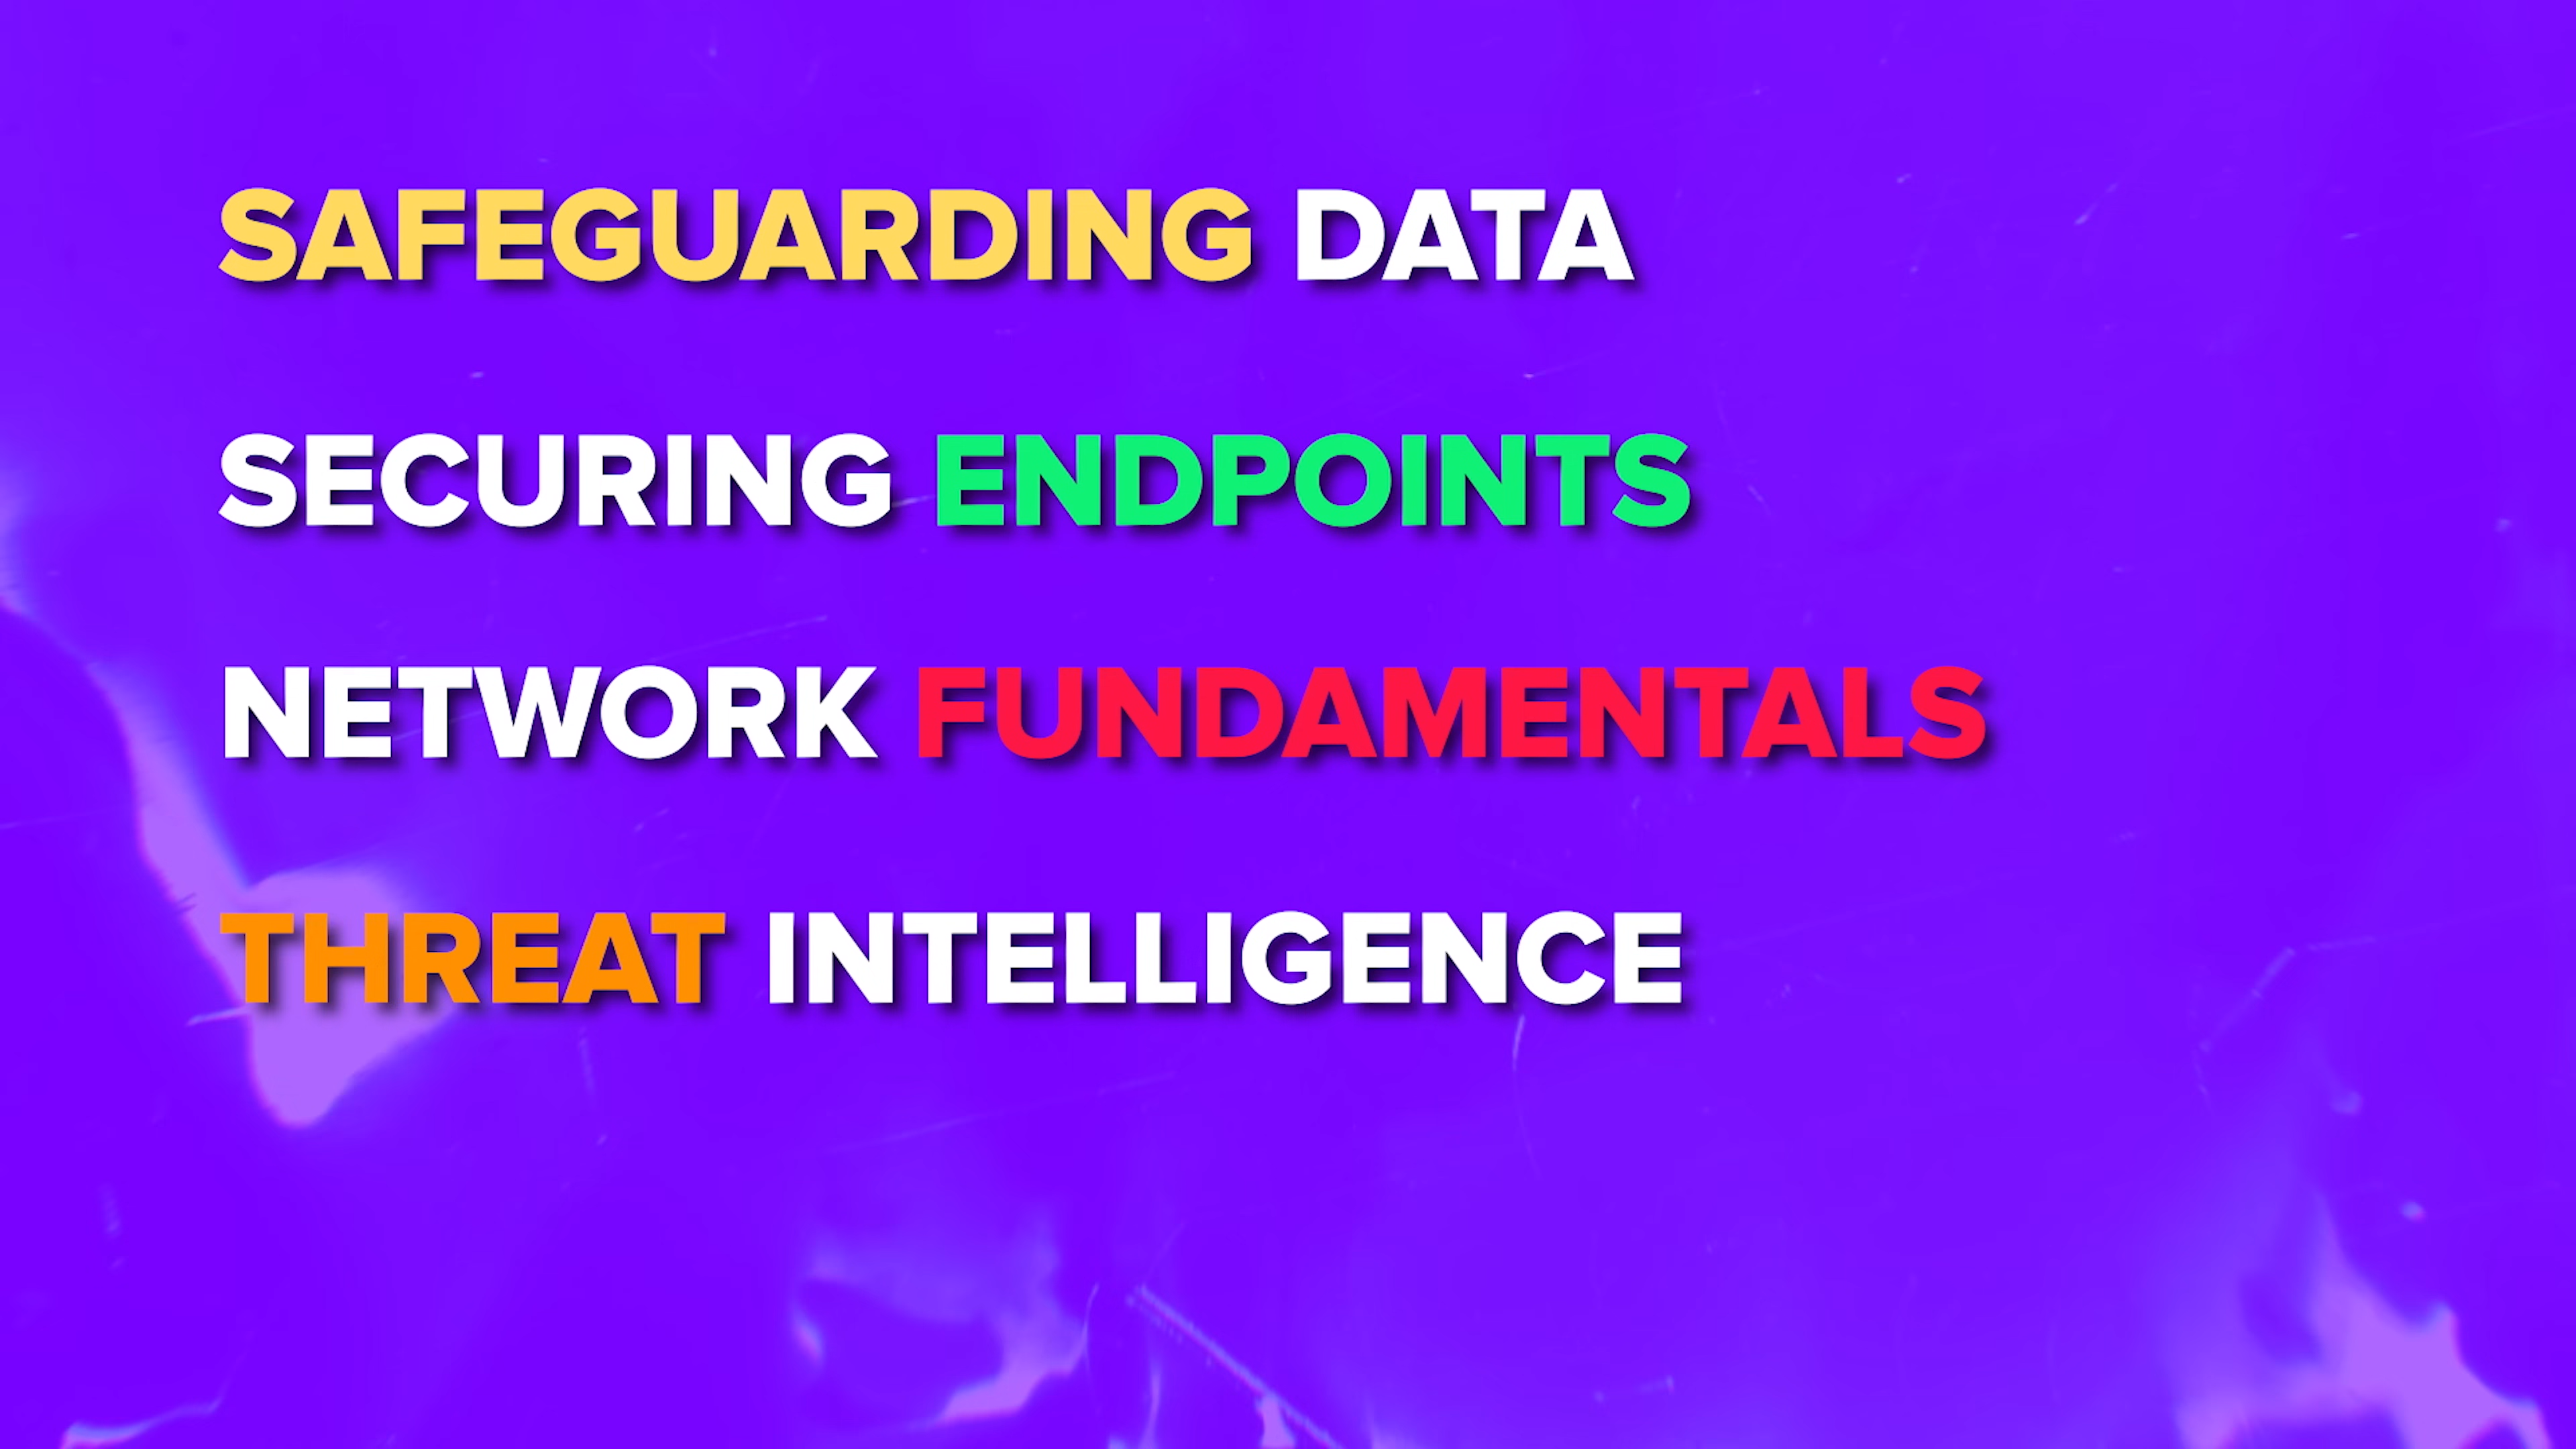 SAFEGUARDING DATA
SECURING ENDPOINTS
NETWORK FUNDAMENTALS
THREAT INTELLIGENCE